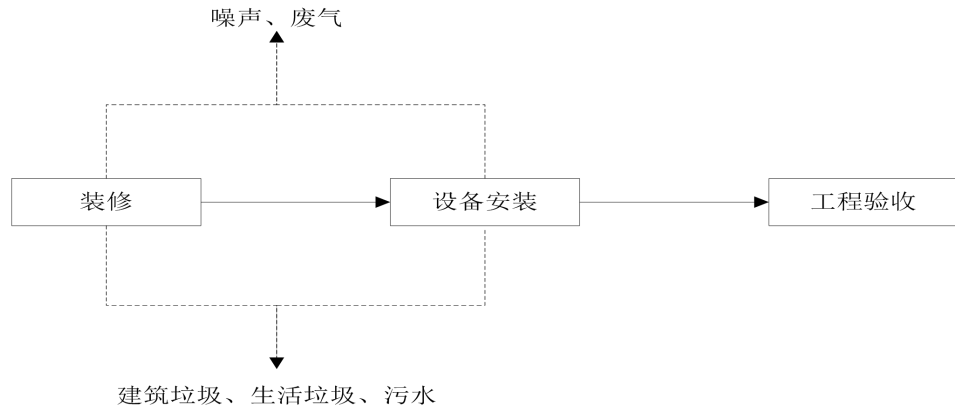 噪声、废气
装修
设备安装
工程验收
建筑垃圾、生活垃圾、污水